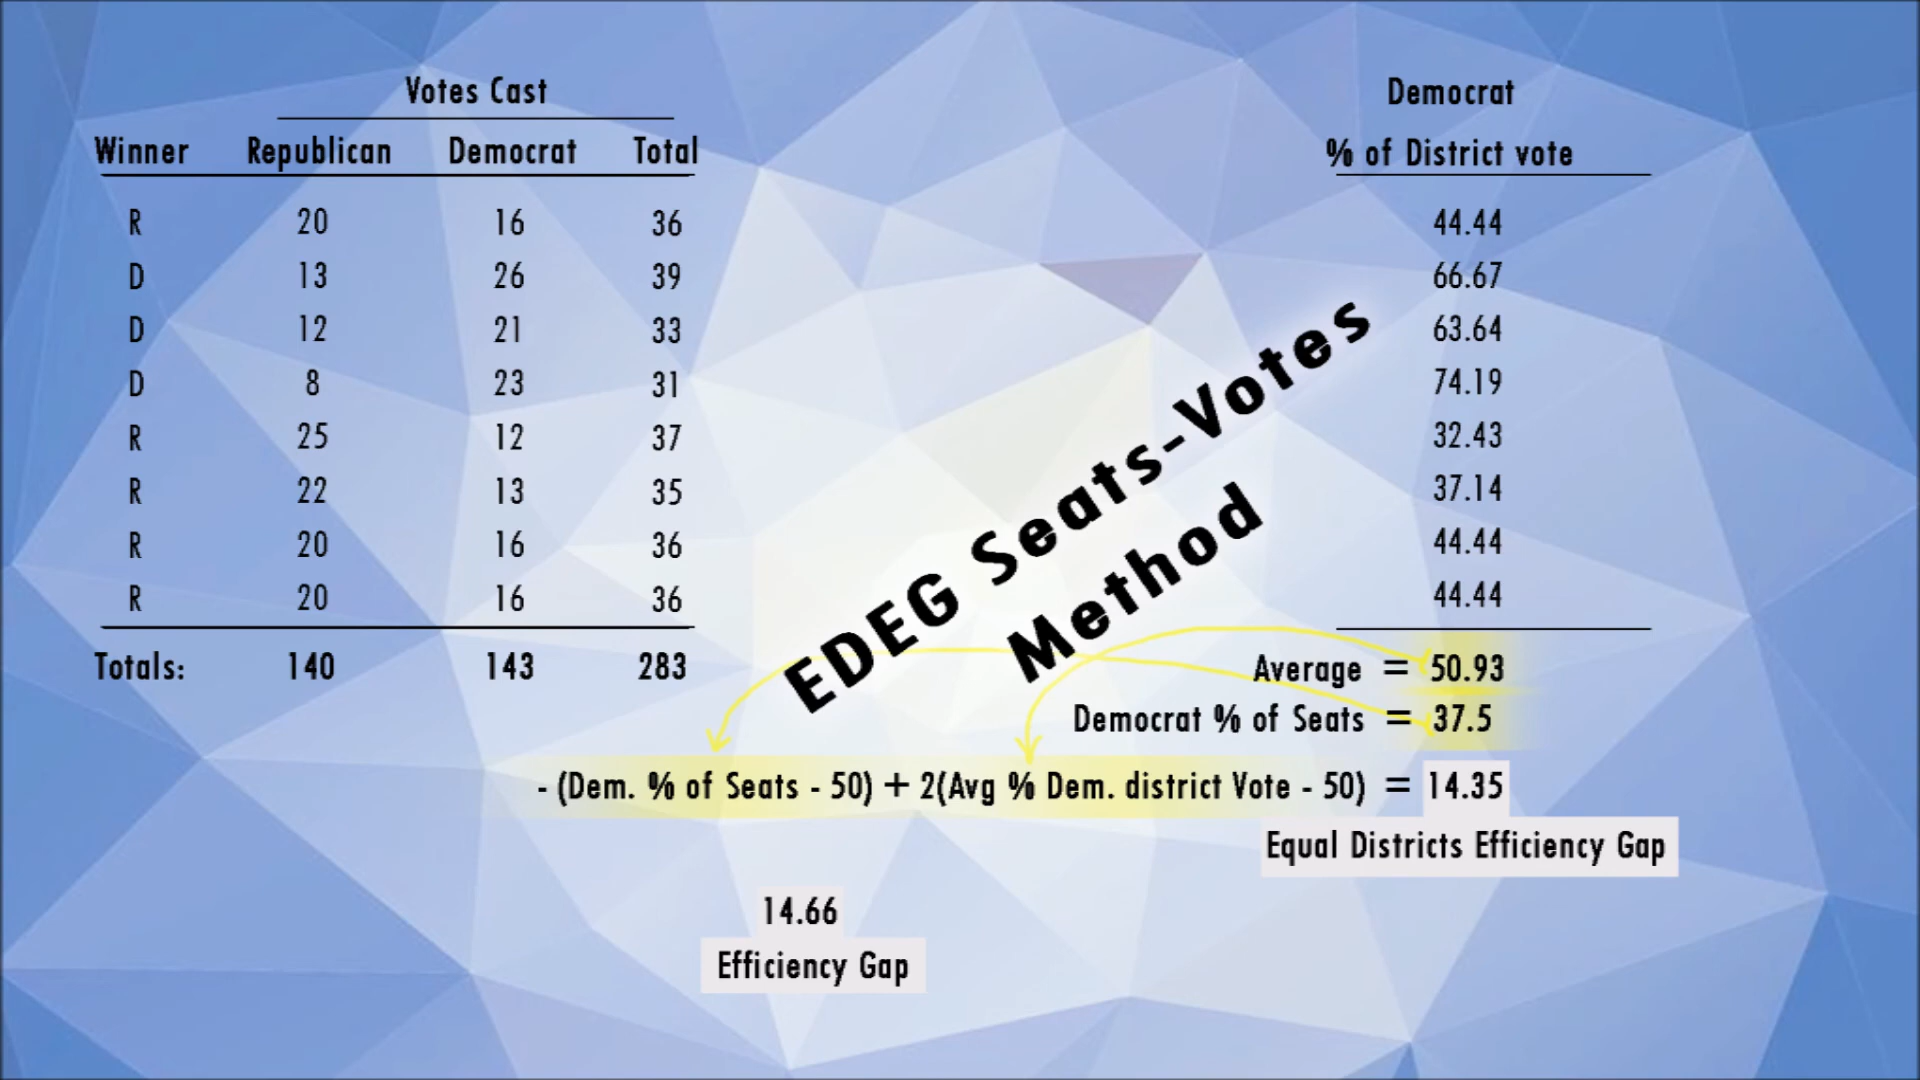 Votes Cast
Winner Republican Democrat Total
R 20 16 36
D 13 26 39
D 12 21 33
D 8 23 31
R 25 12 37
R 22 13 35
R 20 16 36
R 20 16 36
Totals: 140 143 283
Democrat
% of District vote
44.44
66.67
63.64
74.19
32.43
37.14
44.44
44.44
EDEG Seats-Votes
Method
Average = 50.93
Democrat % of Seats = 37.5
- (Dem. % of Seats - 50) + 2(Avg % Dem. district Vote - 50) = 14.35
Equal Districts Efficiency Gap
14.66
Efficiency Gap